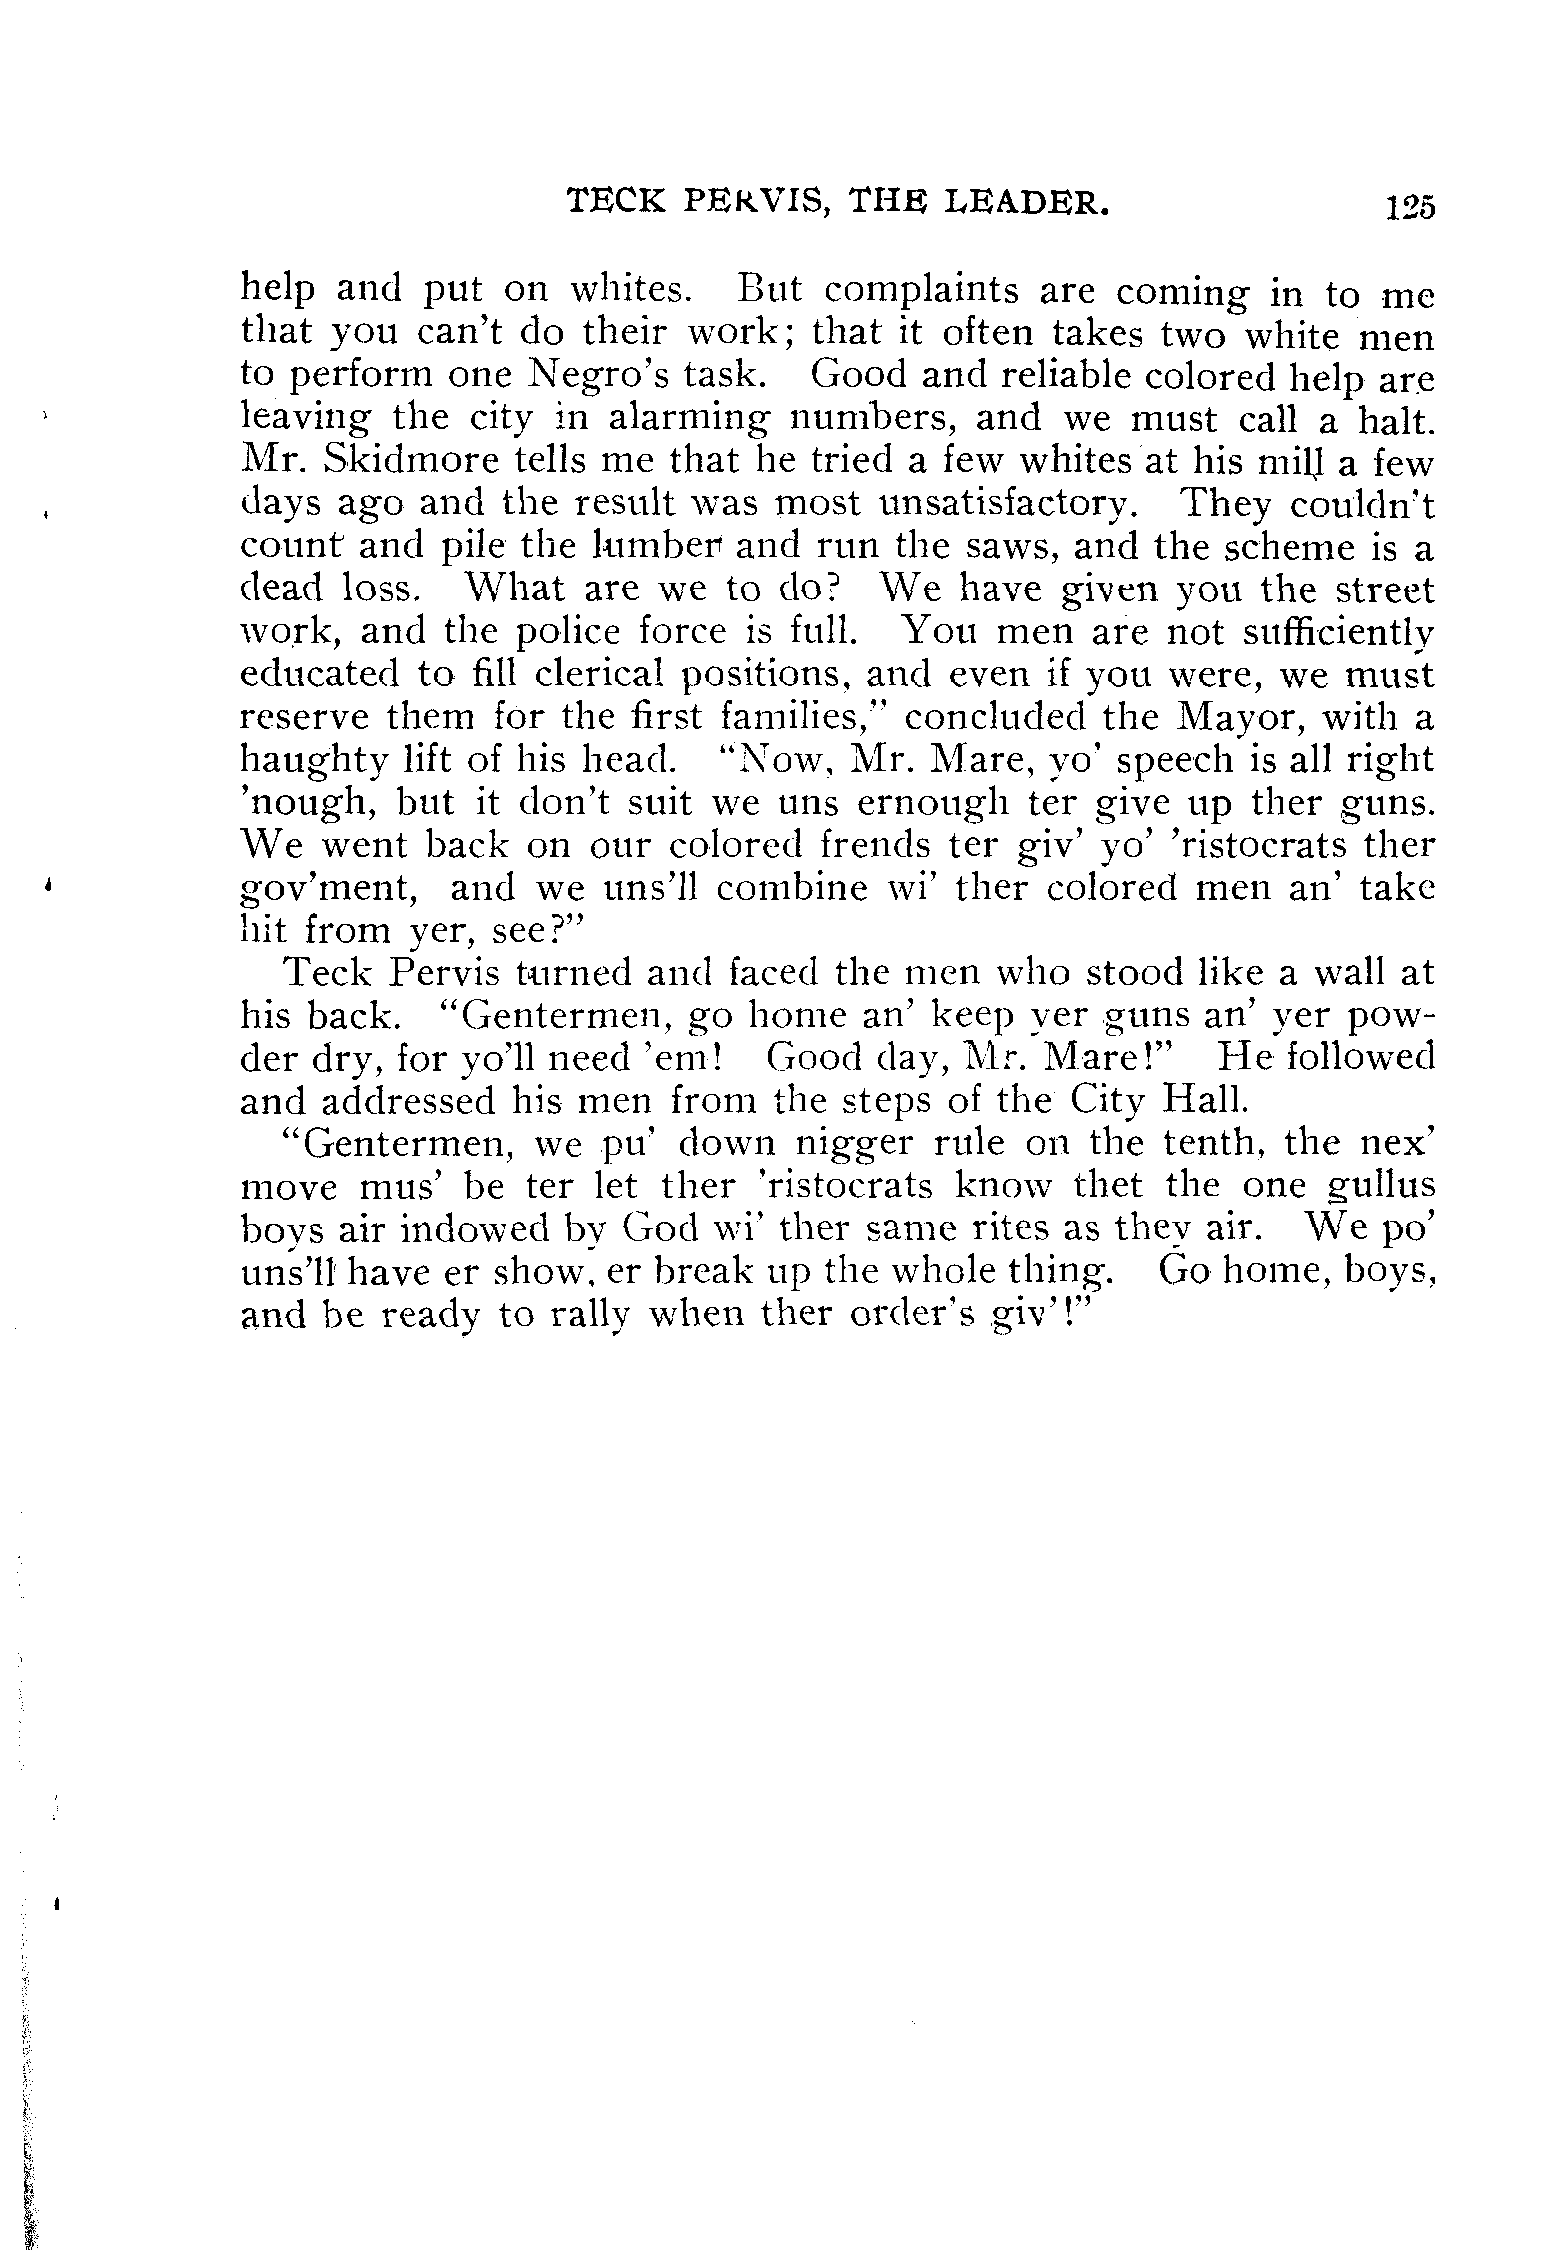 TECK PERVIS, THE LEADER. 125
help and put on whites. But complaints are coming in to me
that you can't do their work; that it often takes two white men
to perform one Negro's task. Good and reliable colored help are
leaving the city in alarming numbers, and we must call a halt.
Mr. Skidmore tells me that he tried a few whites at his mill a few
days ago and the result was most unsatisfactory. They couldn't
count and pile the lumber and run the saws, and the scheme is a
dead loss. What are we to do? We have given you the street
work, and the police force is full. You men are not sufficiently
educated to fill clerical positions, and even if you were, we must
reserve them for the first families," concluded the Mayor, with a
haughty lift of his head. "Now, Mr. Mare, yo' speech is all right
'nough, but it don't suit we uns ernough ter give up ther guns.
We went back on our colored frends ter giv' yo' 'ristocrats ther
gov'ment, and we uns'll combine wi' ther colored men an' take
hit from yer, see?"
Teck Pervis turned and faced the men who stood like a wall at
his back. "Gentermen, go home an' keep yer guns an' yer pow-
der dry, for yo'll need 'em! Good day, Mr. Mare!" He followed
and addressed his men from the steps of the City Hall.
"Gentermen, we pu' down nigger rule on the tenth, the nex'
move mus' be ter let ther 'ristocrats know thet the one gullus
boys air indowed by God wi' ther same rites as they air. We po'
uns'll have er show, er break up the whole thing. Go home, boys,
and be ready to rally when ther order's giv'!"